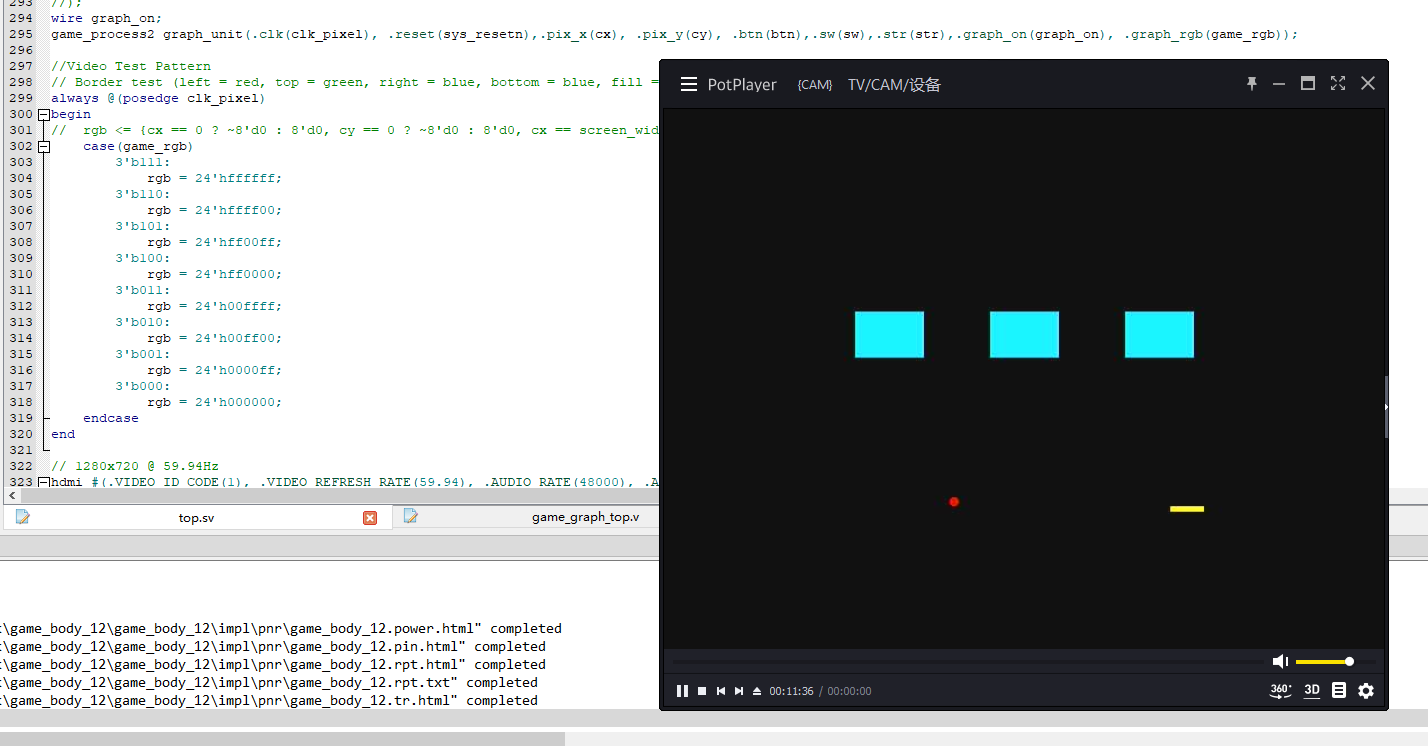 293 //);
294 wire graph_on;
295 game_process2 graph_unit(.clk(clk_pixel), .reset(sys_resetn),.pix_x(cx), .pix_y(cy), .btn(btn),.sw(sw),.str(str),.graph_on(graph_on), .graph_rgb(game_rgb));
296
297 //Video Test Pattern
298 // Border test (left = red, top = green, right = blue, bottom = blue, fill =
299 always @(posedge clk_pixel)
300 begin
301 // rgb <= {cx == 0 ? ~8'd0 : 8'd0, cy == 0 ? ~8'd0 : 8'd0, cx == screen_wid
302 case(game_rgb)
303 3'b111:
304 rgb = 24'hffffff;
305 3'b110:
306 rgb = 24'hffff00;
307 3'b101:
308 rgb = 24'hff00ff;
309 3'b100:
310 rgb = 24'hff0000;
311 3'b011:
312 rgb = 24'h00ffff;
313 3'b010:
314 rgb = 24'h00ff00;
315 3'b001:
316 rgb = 24'h0000ff;
317 3'b000:
318 rgb = 24'h000000;
319 endcase
320 end
321
322 // 1280x720 @ 59.94Hz
323 hdmi #(.VIDEO_ID_CODE(1), .VIDEO_REFRESH_RATE(59.94), .AUDIO_RATE(48000), .A
top.sv game_graph_top.v
t\game_body_12\game_body_12\impl\pnr\game_body_12.power.html" completed
t\game_body_12\game_body_12\impl\pnr\game_body_12.pin.html" completed
t\game_body_12\game_body_12\impl\pnr\game_body_12.rpt.html" completed
t\game_body_12\game_body_12\impl\pnr\game_body_12.rpt.txt" completed
t\game_body_12\game_body_12\impl\pnr\game_body_12.tr.html" completed
PotPlayer {CAM} TV/CAM/设备
00:11:36 / 00:00:00
360° 3D